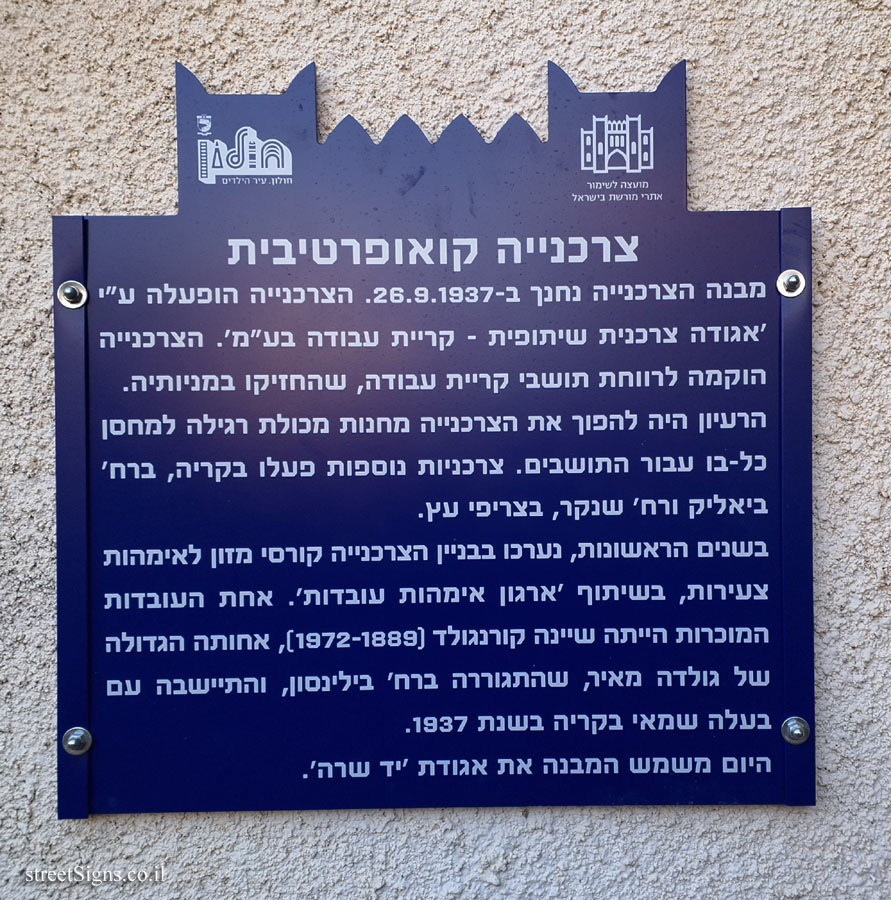 חולון
חולון. עיר הילדים
מועצה לשימור
אתרי מורשת בישראל
צרכנייה קואופרטיבית
מבנה הצרכנייה נחנך ב-26.9.1937. הצרכנייה הופעלה ע"י
'אגודה צרכנית שיתופית - קריית עבודה בע"מ'. הצרכנייה
הוקמה לרווחת תושבי קריית עבודה, שהחזיקו במניותיה.
הרעיון היה להפוך את הצרכנייה מחנות מכולת רגילה למחסן
כל-בו עבור התושבים. צרכניות נוספות פעלו בקריה, ברח'
ביאליק ורח' שנקר, בצריפי עץ.
בשנים הראשונות, נערכו בבניין הצרכנייה קורסי מזון לאימהות
צעירות, בשיתוף 'ארגון אימהות עובדות'. אחת העובדות
המוכרות הייתה שיינה קורנגולד (1972-1889), אחותה הגדולה
של גולדה מאיר, שהתגוררה ברח' בילינסון, והתיישבה עם
בעלה שמאי בקריה בשנת 1937.
היום משמש המבנה את אגודת 'יד שרה'.
streetSigns.co.il